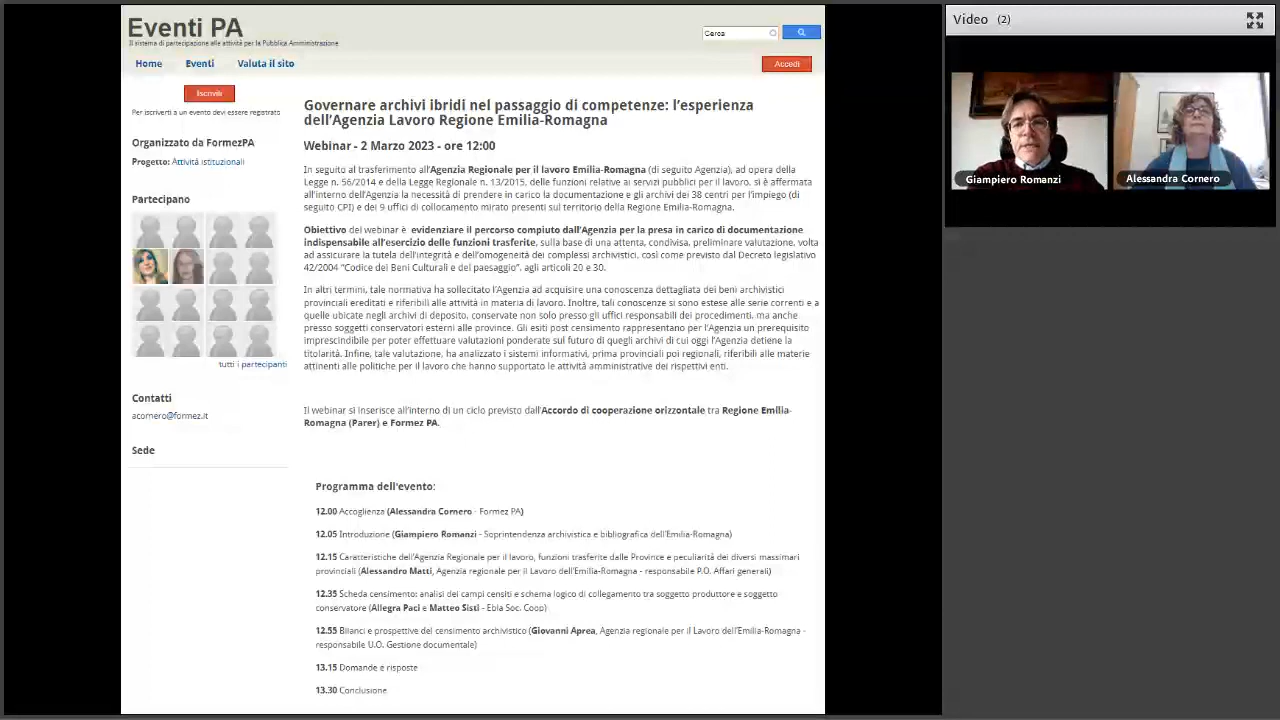 Eventi PA
Il sistema di partecipazione alle attività per la Pubblica Amministrazione
Cerca
Home Eventi Valuta il sito
Accedi
Iscriviti
Per iscriverti a un evento devi essere registrato
Organizzato da FormezPA
Progetto: Attività istituzionali
Partecipano
tutti i partecipanti
Contatti
acornero@formez.it
Sede
Governare archivi ibridi nel passaggio di competenze: l’esperienza
dell’Agenzia Lavoro Regione Emilia-Romagna
Webinar - 2 Marzo 2023 - ore 12:00
In seguito al trasferimento all’Agenzia Regionale per il lavoro Emilia-Romagna (di seguito Agenzia), ad opera della
Legge n. 56/2014 e della Legge Regionale n. 13/2015, delle funzioni relative ai servizi pubblici per il lavoro, si è affermata
all’interno dell’Agenzia la necessità di prendere in carico la documentazione e gli archivi dei 38 centri per l’impiego (di
seguito CPI) e dei 9 uffici di collocamento mirato presenti sul territorio della Regione Emilia-Romagna.
Obiettivo del webinar è evidenziare il percorso compiuto dall’Agenzia per la presa in carico di documentazione
indispensabile all’esercizio delle funzioni trasferite, sulla base di una attenta, condivisa, preliminare valutazione, volta
ad assicurare la tutela dell’integrità e dell’omogeneità dei complessi archivistici, così come previsto dal Decreto legislativo
42/2004 “Codice dei Beni Culturali e del paesaggio”, agli articoli 20 e 30.
In altri termini, tale normativa ha sollecitato l’Agenzia ad acquisire una conoscenza dettagliata dei beni archivistici
provinciali ereditati e riferibili alle attività in materia di lavoro. Inoltre, tali conoscenze si sono estese alle serie correnti e a
quelle ubicate negli archivi di deposito, conservate non solo presso gli uffici responsabili dei procedimenti, ma anche
presso soggetti conservatori esterni alle province. Gli esiti post censimento rappresentano per l’Agenzia un prerequisito
imprescindibile per poter effettuare valutazioni ponderate sul futuro di quegli archivi di cui oggi l’Agenzia detiene la
titolarità. Infine, tale valutazione, ha analizzato i sistemi informativi, prima provinciali poi regionali, riferibili alle materie
attinenti alle politiche per il lavoro che hanno supportato le attività amministrative dei rispettivi enti.
Il webinar si inserisce all’interno di un ciclo previsto dall’Accordo di cooperazione orizzontale tra Regione Emilia-
Romagna (Parer) e Formez PA.
Programma dell'evento:
12.00 Accoglienza (Alessandra Cornero - Formez PA)
12.05 Introduzione (Giampiero Romanzi - Soprintendenza archivistica e bibliografica dell’Emilia-Romagna)
12.15 Caratteristiche dell’Agenzia Regionale per il lavoro, funzioni trasferite dalle Province e peculiarità dei diversi massimari
provinciali (Alessandro Matti, Agenzia regionale per il Lavoro dell’Emilia-Romagna - responsabile P.O. Affari generali)
12.35 Scheda censimento: analisi dei campi censiti e schema logico di collegamento tra soggetto produttore e soggetto
conservatore (Allegra Paci e Matteo Sisti - Ebla Soc. Coop)
12.55 Bilanci e prospettive del censimento archivistico (Giovanni Aprea, Agenzia regionale per il Lavoro dell’Emilia-Romagna -
responsabile U.O. Gestione documentale)
13.15 Domande e risposte
13.30 Conclusione
Video (2)
Giampiero Romanzi
Alessandra Cornero